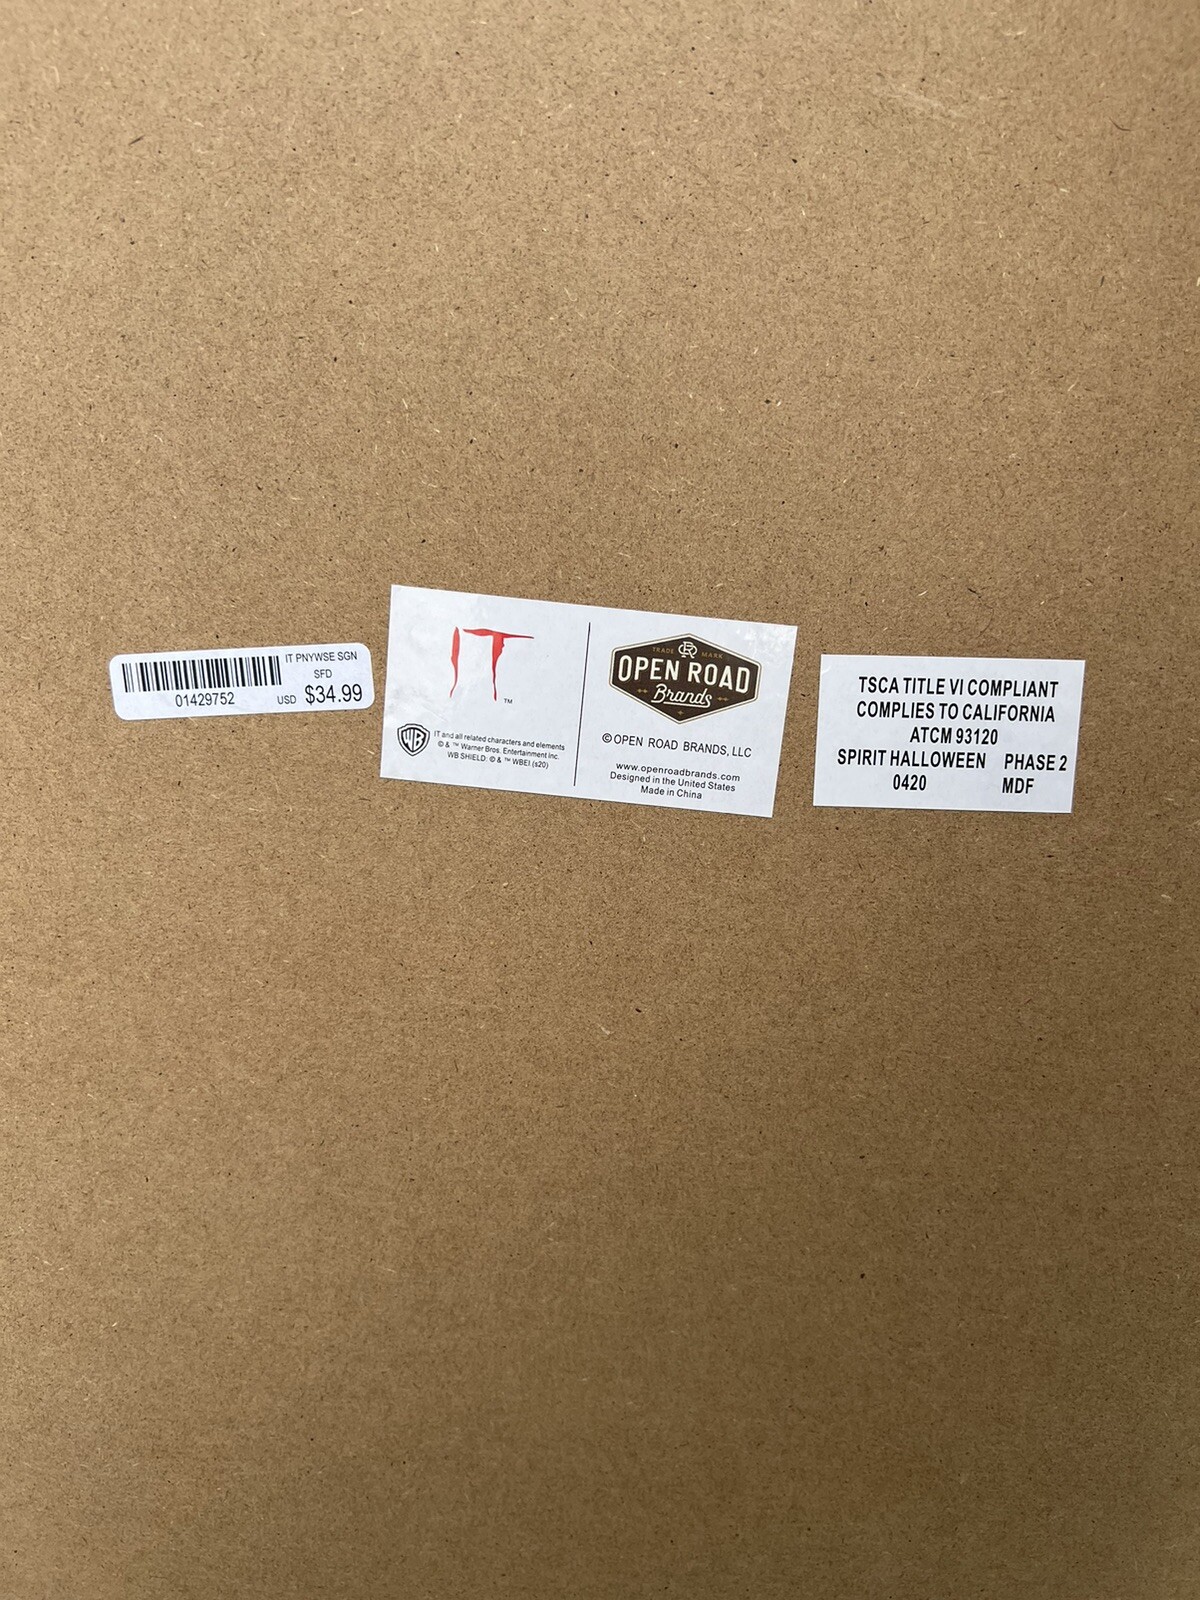 IT PNYWSE SGN
SFD
01429752
USD $34.99
IT
™
WB
IT and all related characters and elements
© & ™ Warner Bros. Entertainment Inc.
WB SHIELD: © & ™ WBEI (s20)
TRADE MARK
OPEN ROAD
Brands
© OPEN ROAD BRANDS, LLC
www.openroadbrands.com
Designed in the United States
Made in China
TSCA TITLE VI COMPLIANT
COMPLIES TO CALIFORNIA
ATCM 93120
SPIRIT HALLOWEEN PHASE 2
0420 MDF